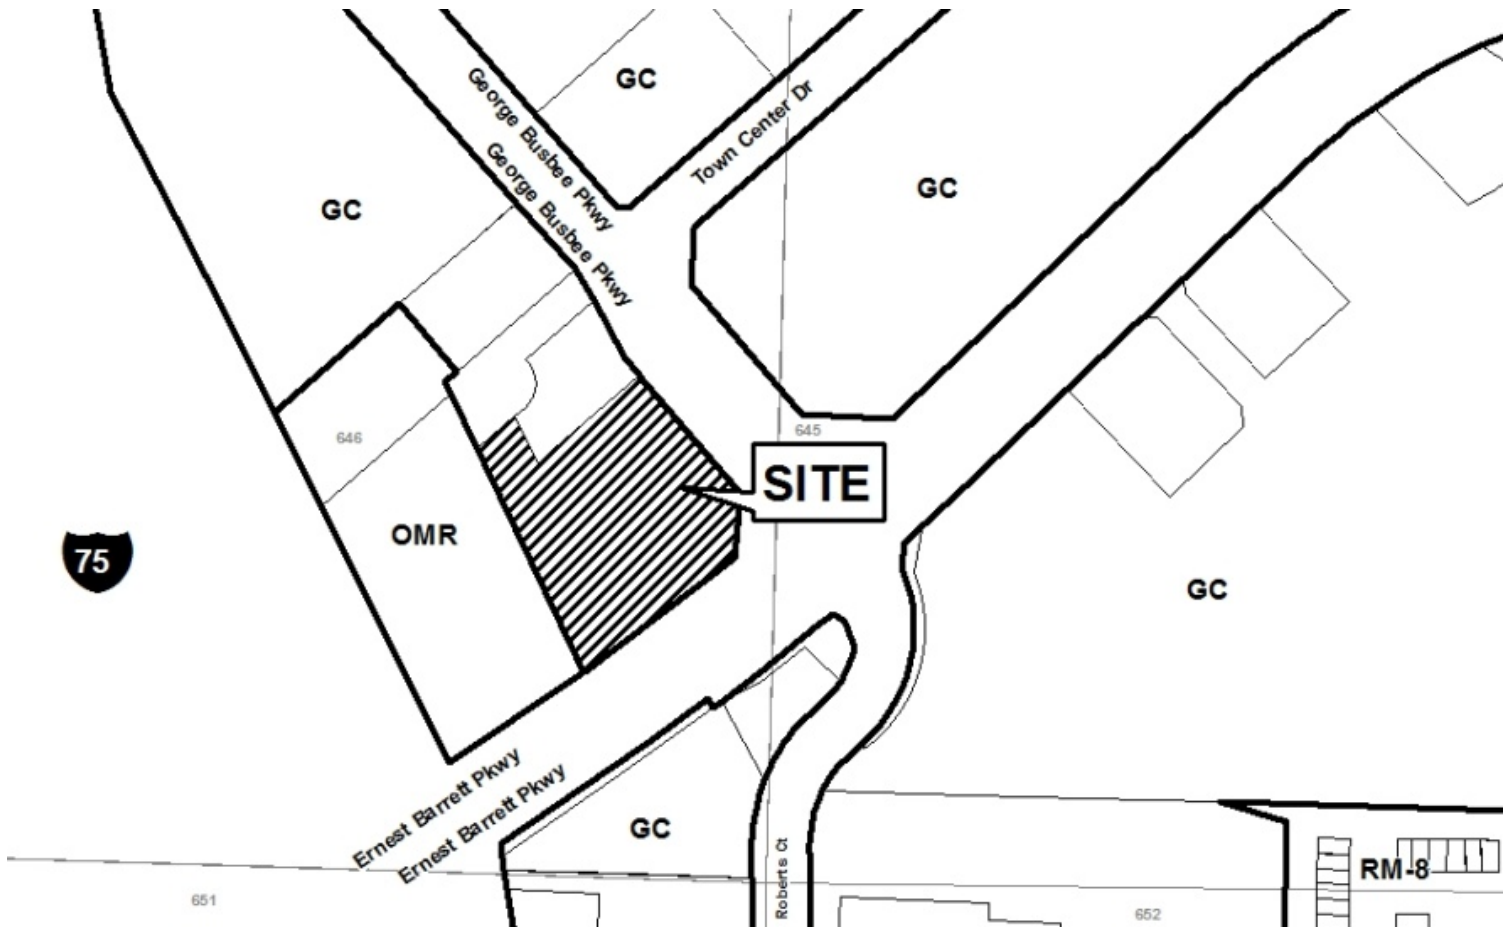 GC
George Busbee Pkwy
Town Center Dr
George Busbee Pkwy
GC
GC
645
646
SITE
OMR
75
GC
Ernest Barrett Pkwy
Ernest Barrett Pkwy
GC
Roberts Ct
RM-8
651
652